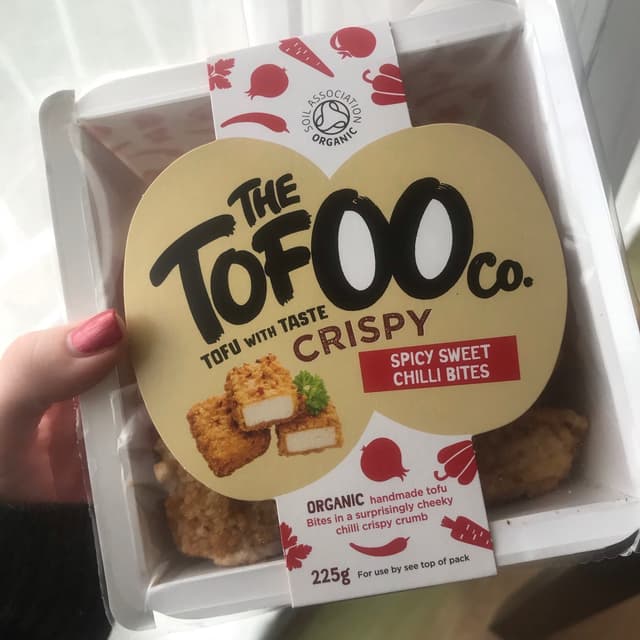 SOIL ASSOCIATION
ORGANIC
THE
TOFOO co.
TOFU WITH TASTE
CRISPY
SPICY SWEET
CHILLI BITES
ORGANIC handmade tofu
Bites in a surprisingly cheeky
chilli crispy crumb
225g For use by see top of pack